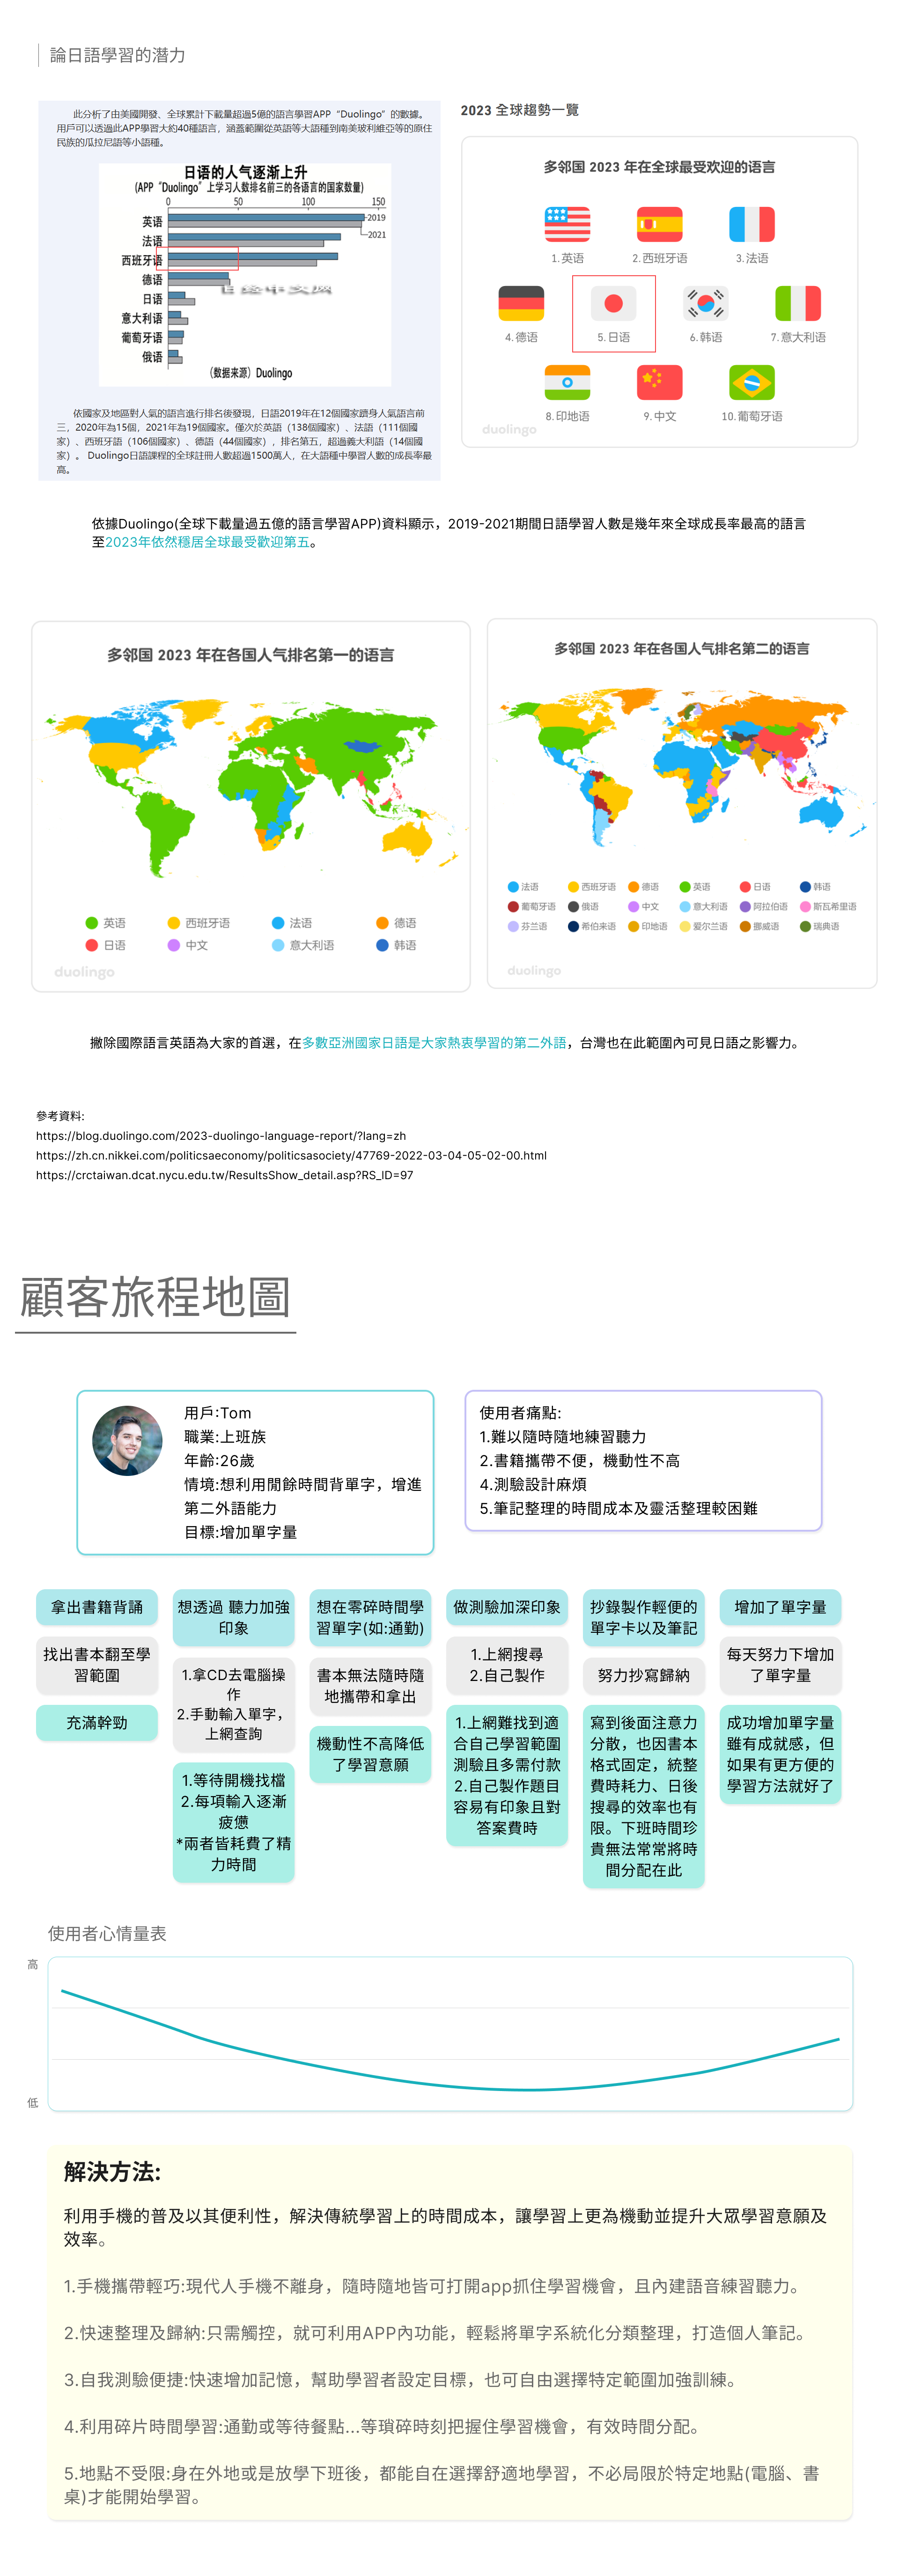 論日語學習的潛力
此分析了由美國開發、全球累計下載量超過5億的語言學習APP“Duolingo”的數據。
用戶可以透過此APP學習大約40種語言，涵蓋範圍從英語等大語種到南美玻利維亞等的原住
民族的瓜拉尼語等小語種。
日语的人气逐渐上升
(APP“Duolingo”上学习人数排名前三的各语言的国家数量)
0 50 100 150
英语
2019
法语
2021
西班牙语
德语
日语
意大利语
葡萄牙语
俄语
(数据来源) Duolingo
依國家及地區對人氣的語言進行排名後發現，日語2019年在12個國家躋身人氣語言前
三，2020年為15個，2021年為19個國家。僅次於英語（138個國家）、法語（111個國
家）、西班牙語（106個國家）、德語（44個國家），排名第五，超過義大利語（14個國
家）。 Duolingo日語課程的全球註冊人數超過1500萬人，在大語種中學習人數的成長率最
高。
2023 全球趨勢一覽
多邻国 2023 年在全球最受欢迎的语言
1.英语
2.西班牙语
3.法语
4.德语
5.日语
6.韩语
7.意大利语
8.印地语
9.中文
10.葡萄牙语
duolingo
依據Duolingo(全球下載量過五億的語言學習APP)資料顯示，2019-2021期間日語學習人數是幾年來全球成長率最高的語言
至2023年依然穩居全球最受歡迎第五。
多邻国 2023 年在各国人气排名第一的语言
英语 西班牙语 法语 德语
日语 中文 意大利语 韩语
duolingo
多邻国 2023 年在各国人气排名第二的语言
法语 西班牙语 德语 英语 日语 韩语
葡萄牙语 俄语 中文 意大利语 阿拉伯语 斯瓦希里语
芬兰语 希伯来语 印地语 爱尔兰语 挪威语 瑞典语
duolingo
撇除國際語言英語為大家的首選，在多數亞洲國家日語是大家熱衷學習的第二外語，台灣也在此範圍內可見日語之影響力。
參考資料:
https://blog.duolingo.com/2023-duolingo-language-report/?lang=zh
https://zh.cn.nikkei.com/politicsaeconomy/politicsasociety/47769-2022-03-04-05-02-00.html
https://crctaiwan.dcat.nycu.edu.tw/ResultsShow_detail.asp?RS_ID=97
顧客旅程地圖
用戶:Tom
職業:上班族
年齡:26歲
情境:想利用閒餘時間背單字，增進
第二外語能力
目標:增加單字量
使用者痛點:
1.難以隨時隨地練習聽力
2.書籍攜帶不便，機動性不高
4.測驗設計麻煩
5.筆記整理的時間成本及靈活整理較困難
拿出書籍背誦
找出書本翻至學
習範圍
充滿幹勁
想透過 聽力加強
印象
1.拿CD去電腦操
作
2.手動輸入單字，
上網查詢
1.等待開機找檔
2.每項輸入逐漸
疲憊
*兩者皆耗費了精
力時間
想在零碎時間學
習單字(如:通勤)
書本無法隨時隨
地攜帶和拿出
機動性不高降低
了學習意願
做測驗加深印象
1.上網搜尋
2.自己製作
1.上網難找到適
合自己學習範圍
測驗且多需付款
2.自己製作題目
容易有印象且對
答案費時
抄錄製作輕便的
單字卡以及筆記
努力抄寫歸納
寫到後面注意力
分散，也因書本
格式固定，統整
費時耗力、日後
搜尋的效率也有
限。下班時間珍
貴無法常常將時
間分配在此
增加了單字量
每天努力下增加
了單字量
成功增加單字量
雖有成就感，但
如果有更方便的
學習方法就好了
使用者心情量表
高
低
解決方法:
利用手機的普及以其便利性，解決傳統學習上的時間成本，讓學習上更為機動並提升大眾學習意願及
效率。
1.手機攜帶輕巧:現代人手機不離身，隨時隨地皆可打開app抓住學習機會，且內建語音練習聽力。
2.快速整理及歸納:只需觸控，就可利用APP內功能，輕鬆將單字系統化分類整理，打造個人筆記。
3.自我測驗便捷:快速增加記憶，幫助學習者設定目標，也可自由選擇特定範圍加強訓練。
4.利用碎片時間學習:通勤或等待餐點...等瑣碎時刻把握住學習機會，有效時間分配。
5.地點不受限:身在外地或是放學下班後，都能自在選擇舒適地學習，不必局限於特定地點(電腦、書
桌)才能開始學習。